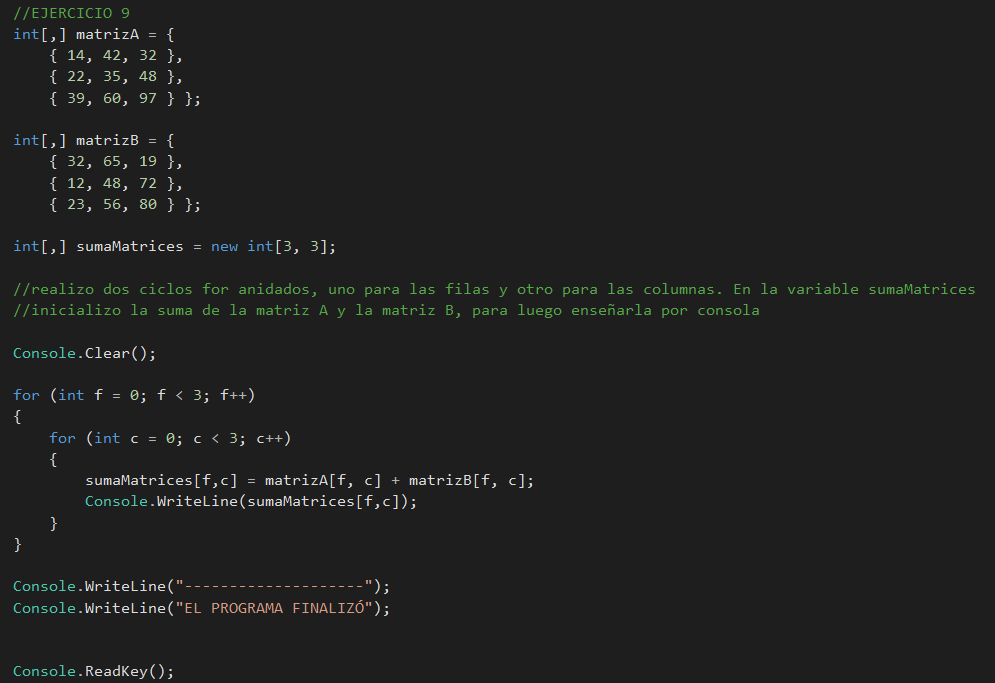 //EJERCICIO 9
int[,] matrizA = {
    { 14, 42, 32 },
    { 22, 35, 48 },
    { 39, 60, 97 } };
int[,] matrizB = {
    { 32, 65, 19 },
    { 12, 48, 72 },
    { 23, 56, 80 } };
int[,] sumaMatrices = new int[3, 3];
//realizo dos ciclos for anidados, uno para las filas y otro para las columnas. En la variable sumaMatrices
//inicializo la suma de la matriz A y la matriz B, para luego enseñarla por consola
Console.Clear();
for (int f = 0; f < 3; f++)
{
    for (int c = 0; c < 3; c++)
    {
        sumaMatrices[f,c] = matrizA[f, c] + matrizB[f, c];
        Console.WriteLine(sumaMatrices[f,c]);
    }
}
Console.WriteLine("--------------------");
Console.WriteLine("EL PROGRAMA FINALIZÓ");
Console.ReadKey();